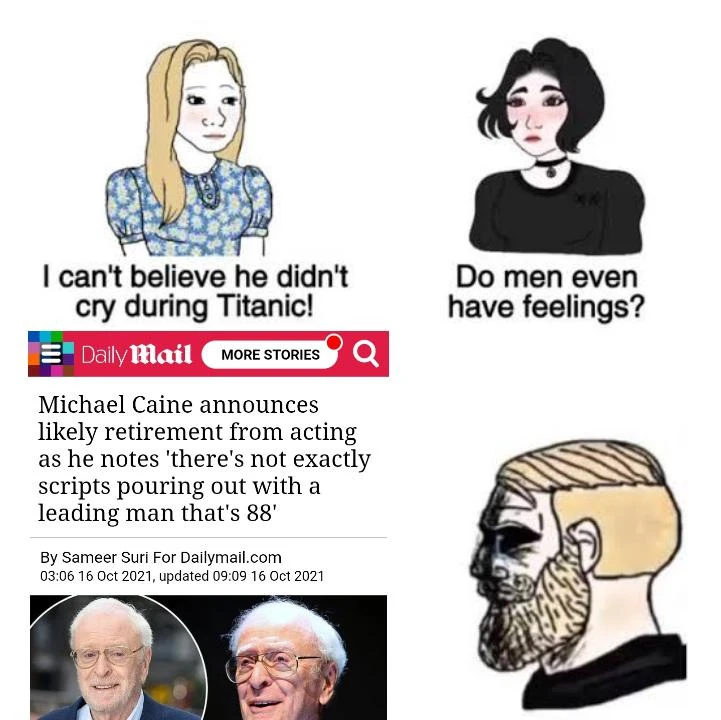 I can't believe he didn't
cry during Titanic!
Do men even
have feelings?
Daily Mail
MORE STORIES
Michael Caine announces
likely retirement from acting
as he notes 'there's not exactly
scripts pouring out with a
leading man that's 88'
By Sameer Suri For Dailymail.com
03:06 16 Oct 2021, updated 09:09 16 Oct 2021